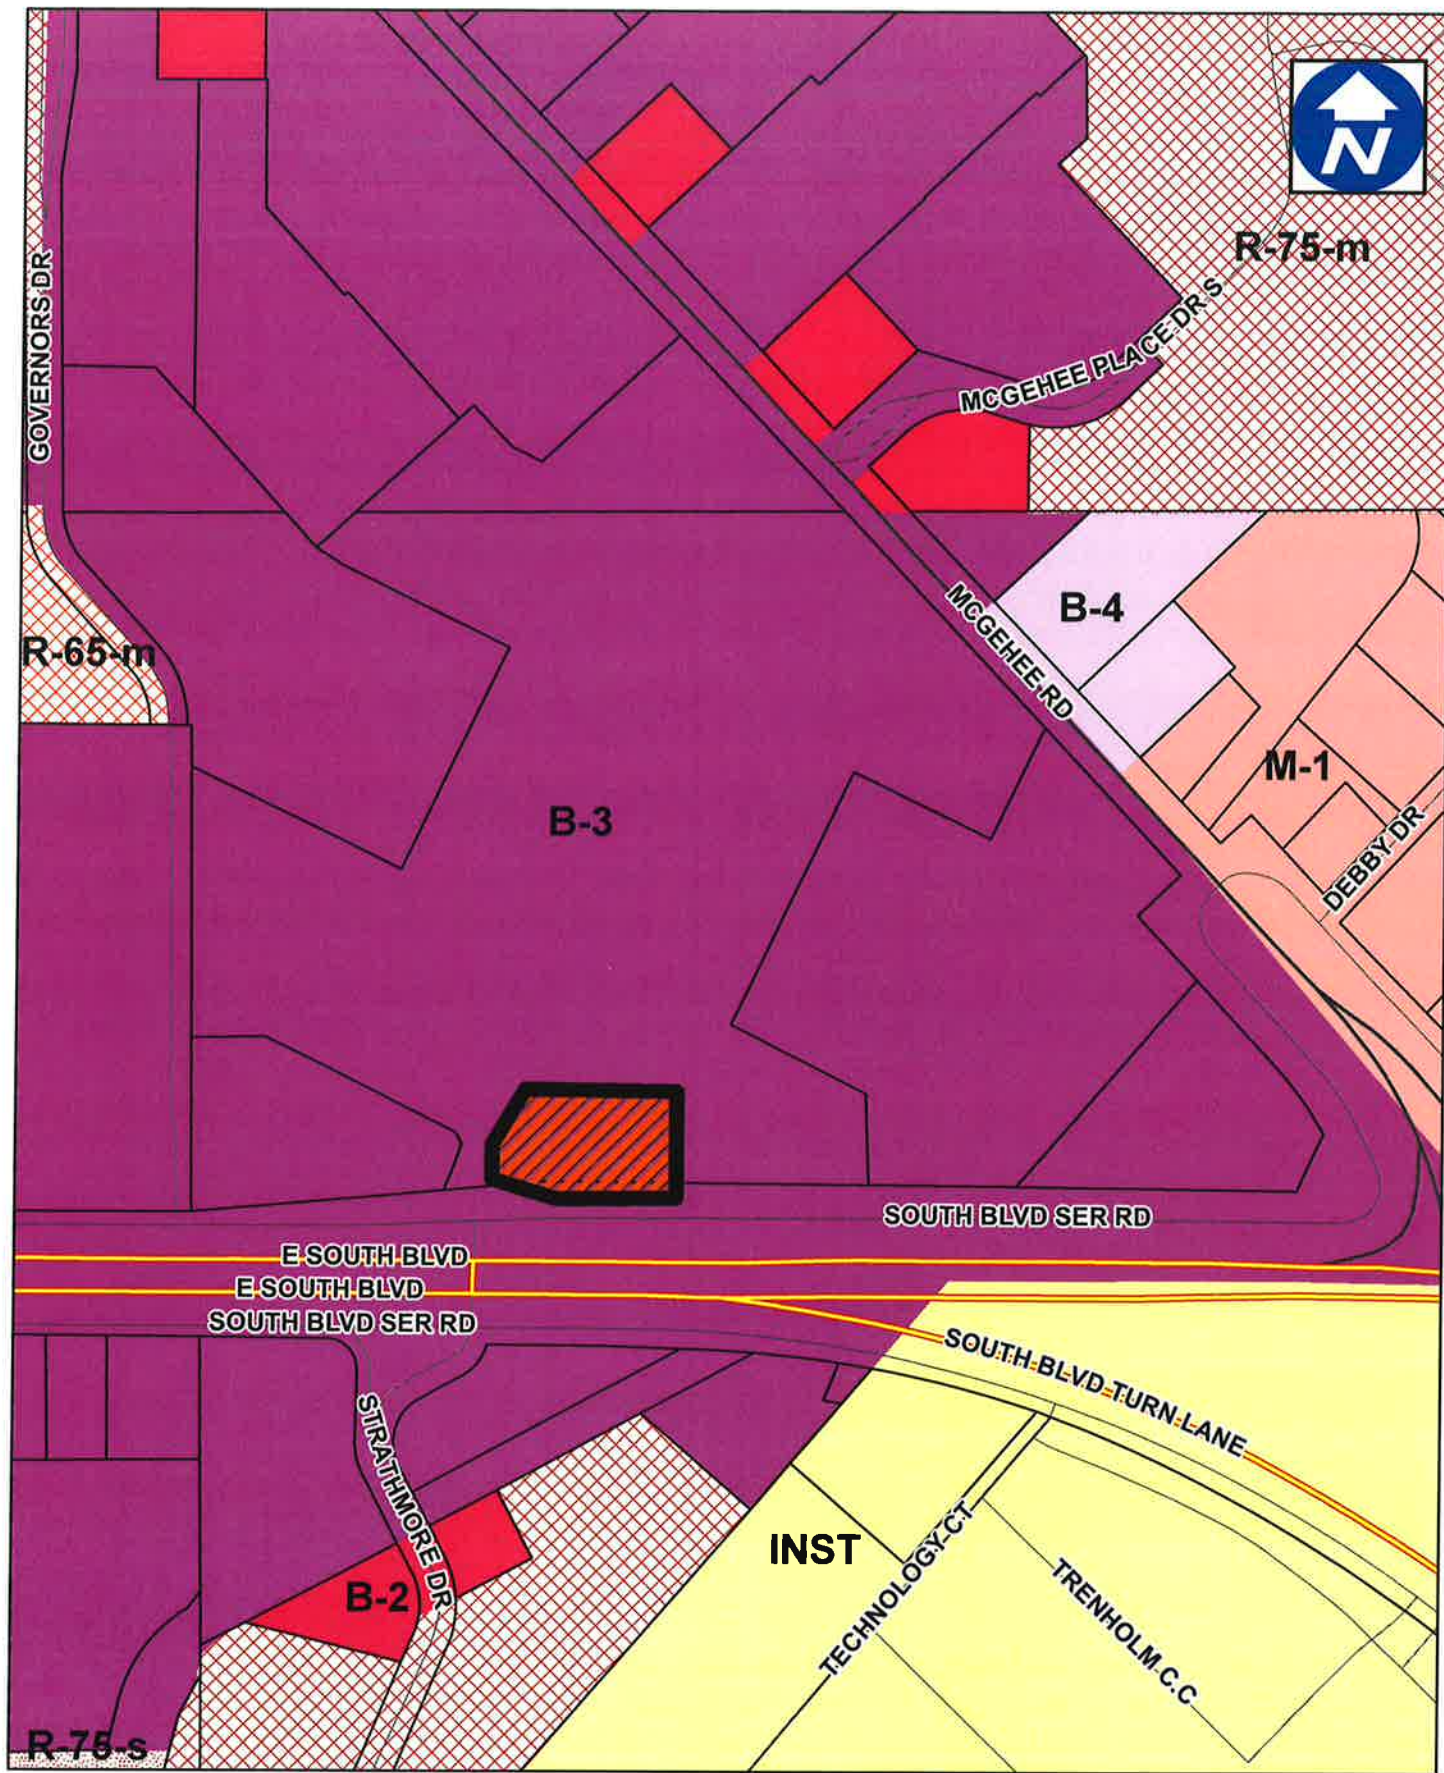 N
R-75-m
GOVERNORS DR
MCGEHEE PLACE DR S
B-4
MCGEHEE RD
R-65-m
M-1
B-3
DEBBY DR
SOUTH BLVD SER RD
E SOUTH BLVD
E SOUTH BLVD
SOUTH BLVD SER RD
SOUTH BLVD TURN LANE
STRATHMORE DR
INST
B-2
TECHNOLOGY CT
TRENHOLM C.C
R-75-s